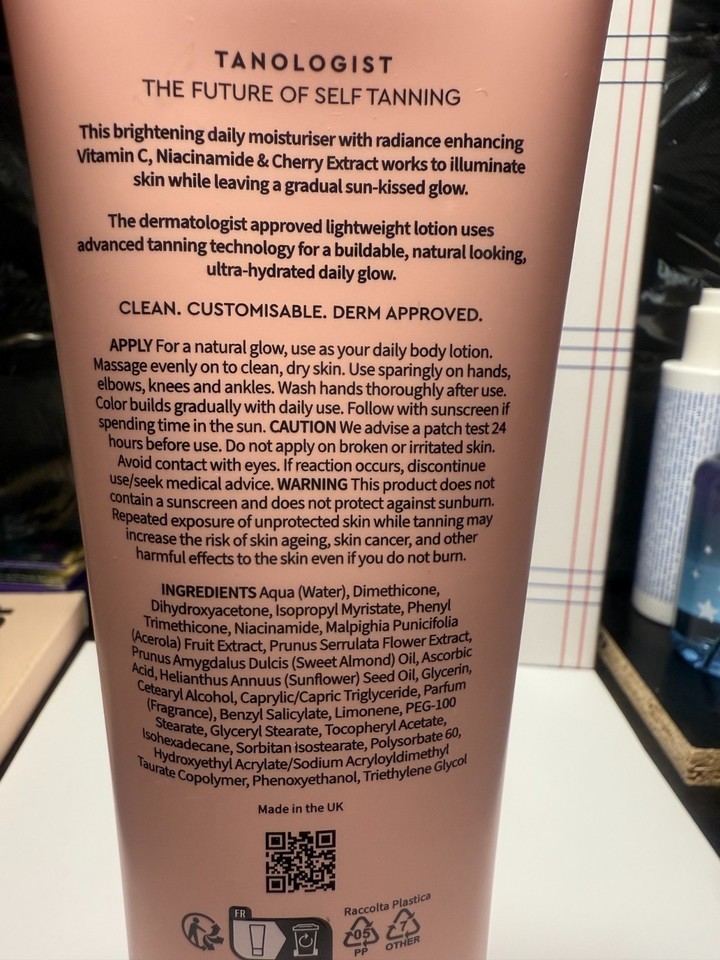 TANOLOGIST
THE FUTURE OF SELF TANNING
This brightening daily moisturiser with radiance enhancing
Vitamin C, Niacinamide & Cherry Extract works to illuminate
skin while leaving a gradual sun-kissed glow.
The dermatologist approved lightweight lotion uses
advanced tanning technology for a buildable, natural looking,
ultra-hydrated daily glow.
CLEAN. CUSTOMISABLE. DERM APPROVED.
APPLY For a natural glow, use as your daily body lotion.
Massage evenly on to clean, dry skin. Use sparingly on hands,
elbows, knees and ankles. Wash hands thoroughly after use.
Color builds gradually with daily use. Follow with sunscreen if
spending time in the sun. CAUTION We advise a patch test 24
hours before use. Do not apply on broken or irritated skin.
Avoid contact with eyes. If reaction occurs, discontinue
use/seek medical advice. WARNING This product does not
contain a sunscreen and does not protect against sunburn.
Repeated exposure of unprotected skin while tanning may
increase the risk of skin ageing, skin cancer, and other
harmful effects to the skin even if you do not burn.
INGREDIENTS Aqua (Water), Dimethicone,
Dihydroxyacetone, Isopropyl Myristate, Phenyl
Trimethicone, Niacinamide, Malpighia Punicifolia
(Acerola) Fruit Extract, Prunus Serrulata Flower Extract,
Prunus Amygdalus Dulcis (Sweet Almond) Oil, Ascorbic
Acid, Helianthus Annuus (Sunflower) Seed Oil, Glycerin,
Cetearyl Alcohol, Caprylic/Capric Triglyceride, Parfum
(Fragrance), Benzyl Salicylate, Limonene, PEG-100
Stearate, Glyceryl Stearate, Tocopheryl Acetate,
Isohexadecane, Sorbitan Isostearate, Polysorbate 60,
Hydroxyethyl Acrylate/Sodium Acryloyldimethyl
Taurate Copolymer, Phenoxyethanol, Triethylene Glycol
Made in the UK
FR
Raccolta Plastica
05 7
PP OTHER